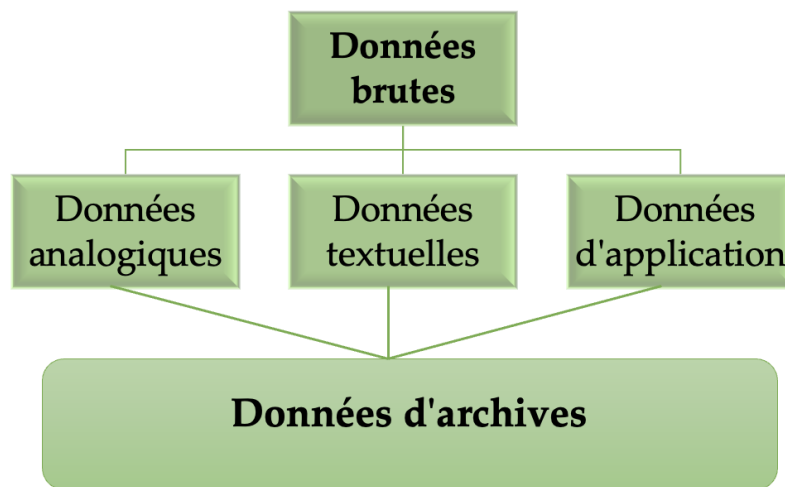 Données
brutes
Données
analogiques
Données
textuelles
Données
d'application
Données d'archives